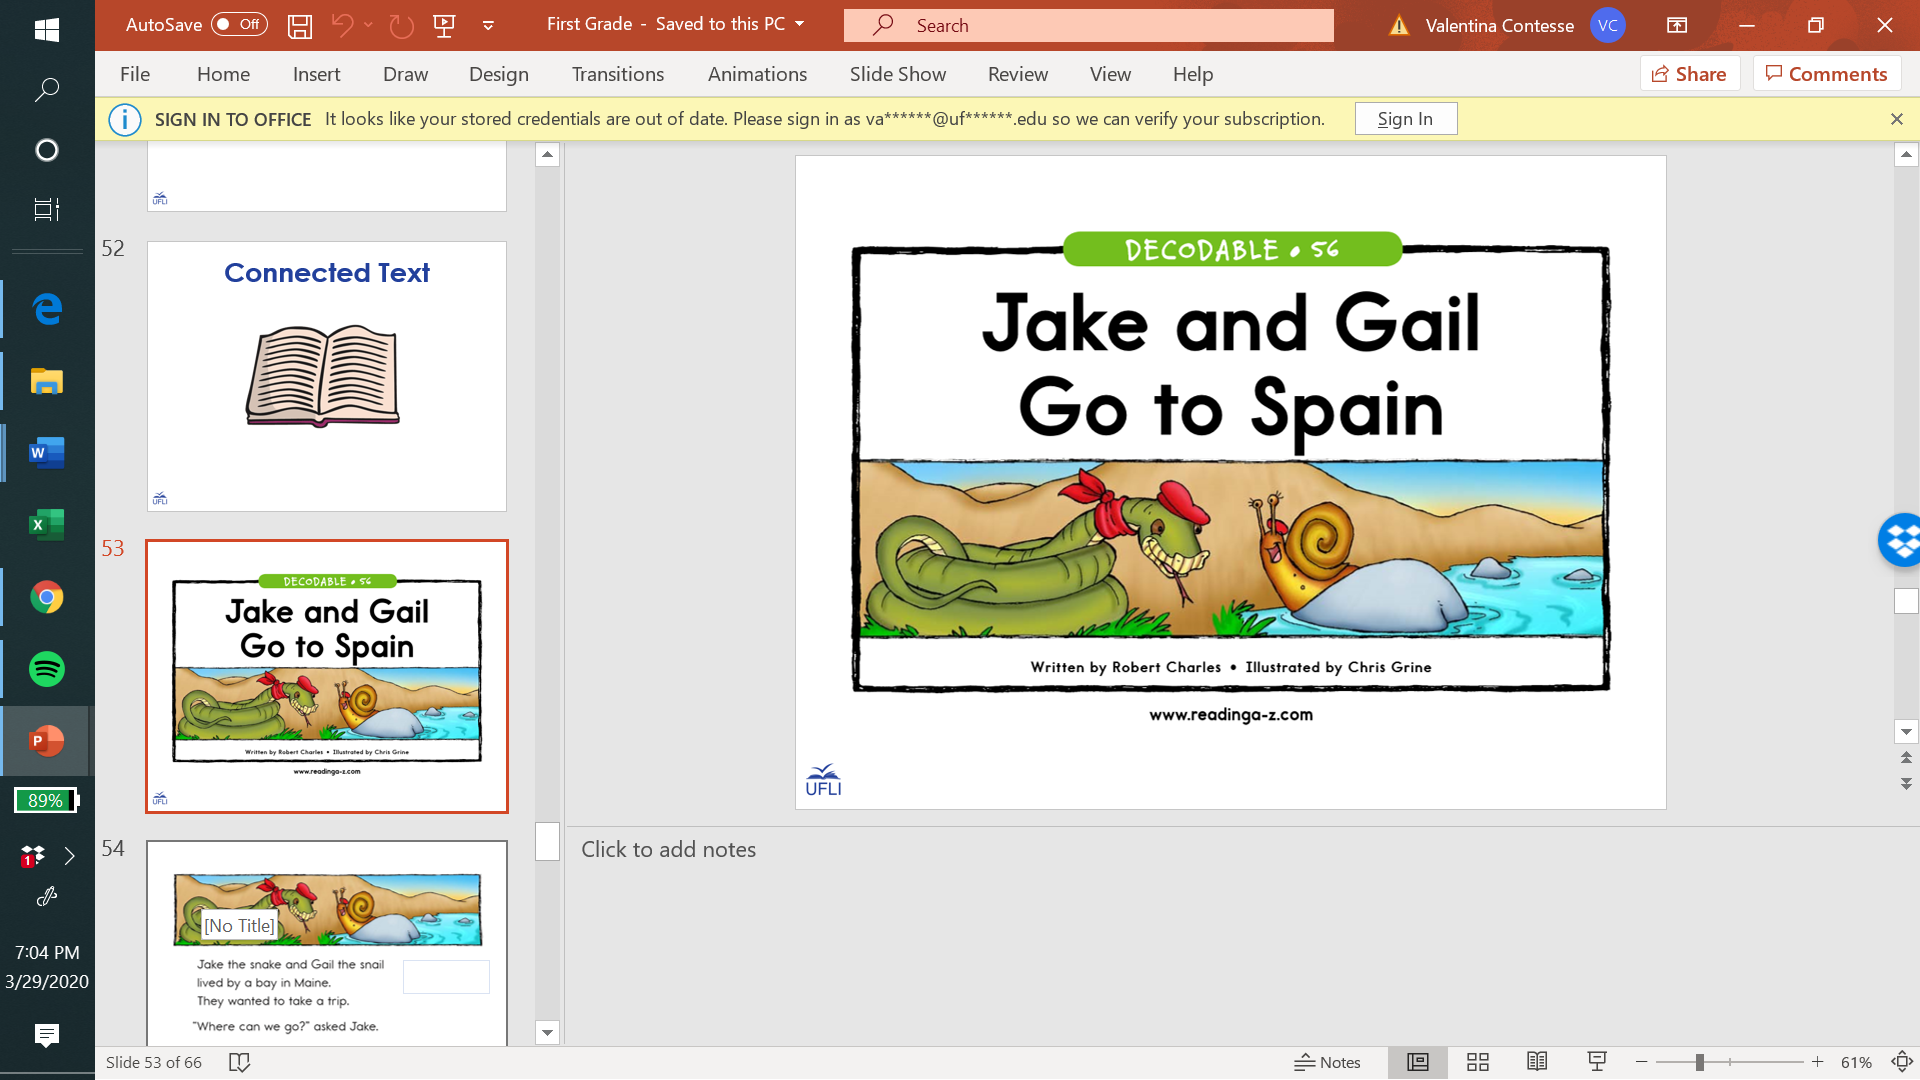 AutoSave Off
First Grade - Saved to this PC
Search
Valentina Contesse
VC
File Home Insert Draw Design Transitions Animations Slide Show Review View Help
Share
Comments
SIGN IN TO OFFICE It looks like your stored credentials are out of date. Please sign in as va******@uf******.edu so we can verify your subscription.
Sign In
UFLI
52
Connected Text
UFLI
53
DECODABLE • 56
Jake and Gail
Go to Spain
Written by Robert Charles • Illustrated by Chris Grine
www.readinga-z.com
UFLI
54
[No Title]
Jake the snake and Gail the snail
lived by a bay in Maine.
They wanted to take a trip.
"Where can we go?" asked Jake.
DECODABLE • 56
Jake and Gail
Go to Spain
Written by Robert Charles • Illustrated by Chris Grine
www.readinga-z.com
UFLI
Click to add notes
W
X
P
89%
1
7:04 PM
3/29/2020
Slide 53 of 66
Notes
61%